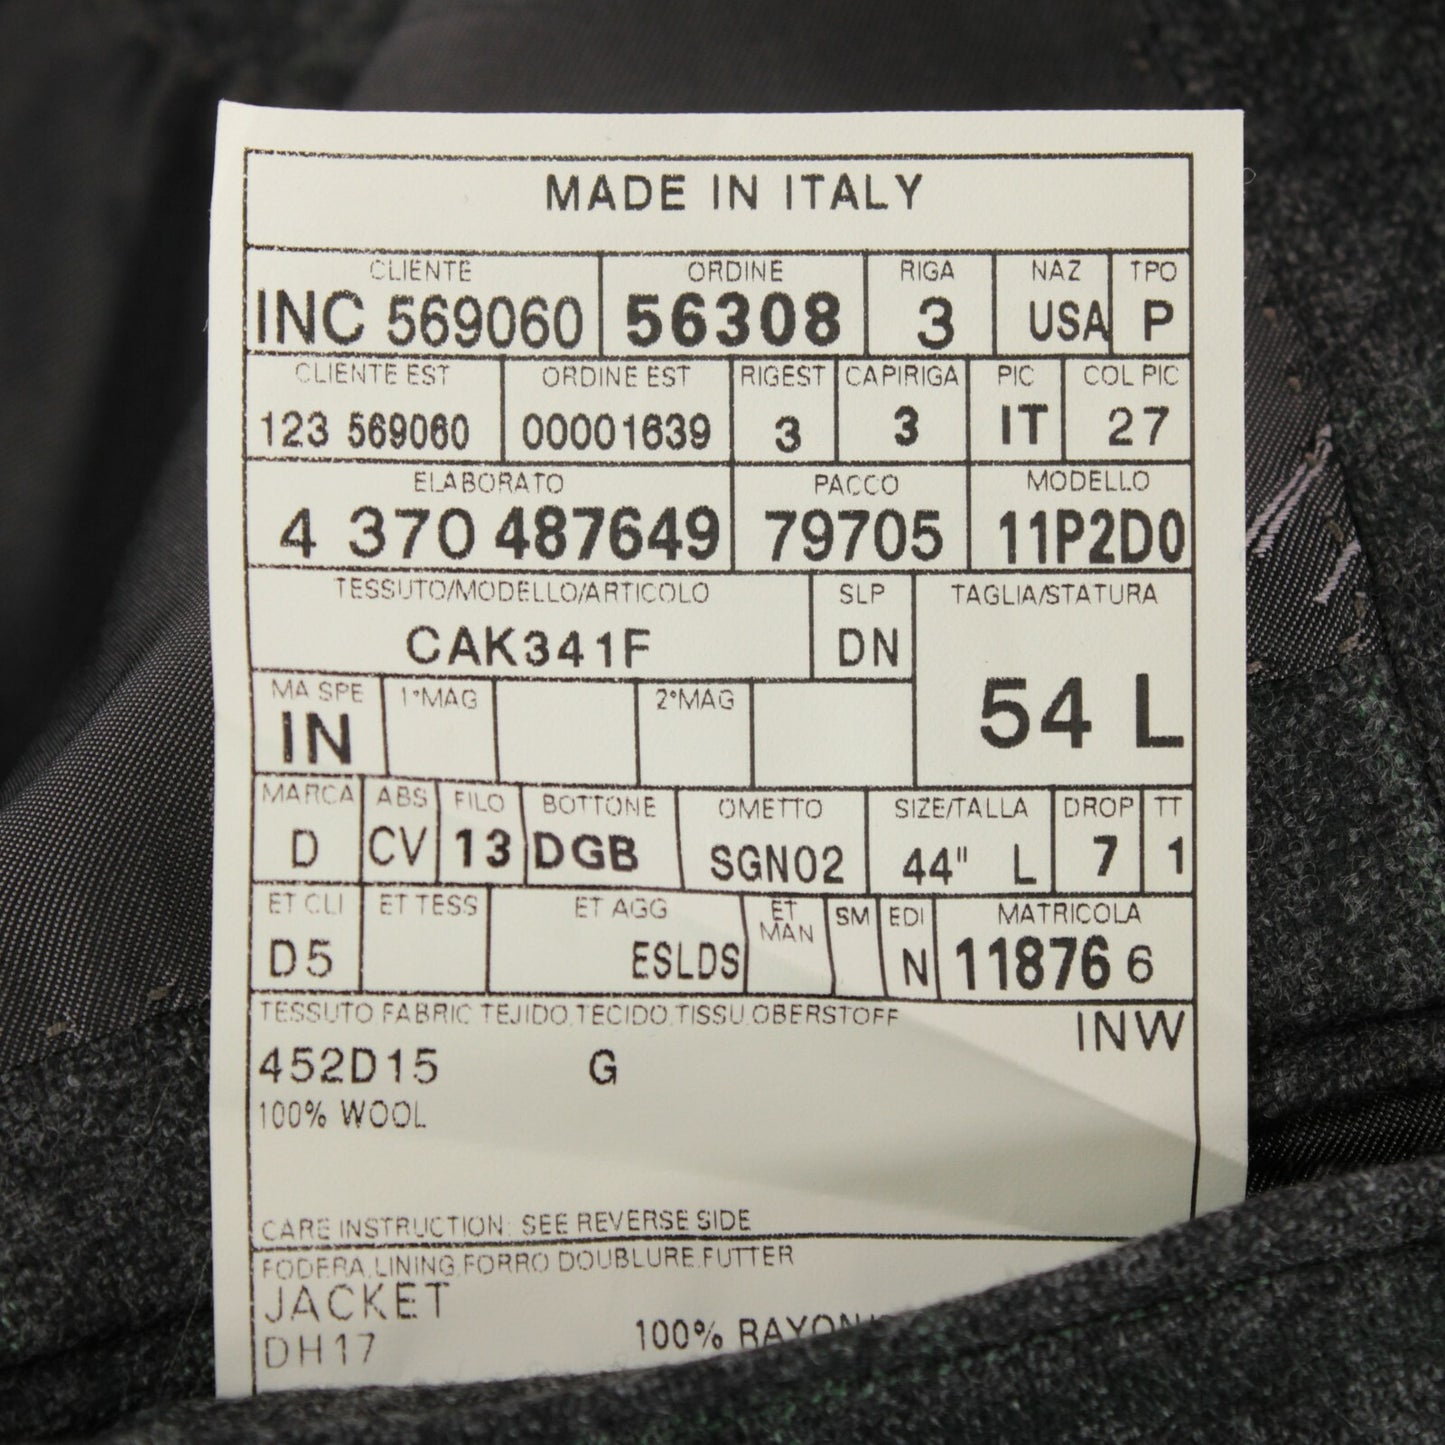 MADE IN ITALY
CLIENTE ORDINE RIGA NAZ TPO
INC 569060 56308 3 USA P
CLIENTE EST ORDINE EST RIGEST CAPIRIGA PIC COL PIC
123 569060 00001639 3 3 IT 27
ELABORATO PACCO MODELLO
4 370 487649 79705 11P2D0
TESSUTO/MODELLO/ARTICOLO SLP TAGLIA/STATURA
CAK341F DN
54 L
MA SPE 1°MAG 2°MAG
IN
MARCA ABS FILO BOTTONE OMETTO SIZE/TALLA DROP TT
D CV 13 DGB SGN02 44" L 7 1
ET CLI ET TESS ET AGG ET MAN SM EDI MATRICOLA
D5 ESLDS N 11876 6
TESSUTO FABRIC TEJIDO,TECIDO,TISSU,OBERSTOFF
INW
452D15 G
100% WOOL
CARE INSTRUCTION: SEE REVERSE SIDE
FODERA,LINING,FORRO DOUBLURE,FUTTER
JACKET
DH17 100% RAYON